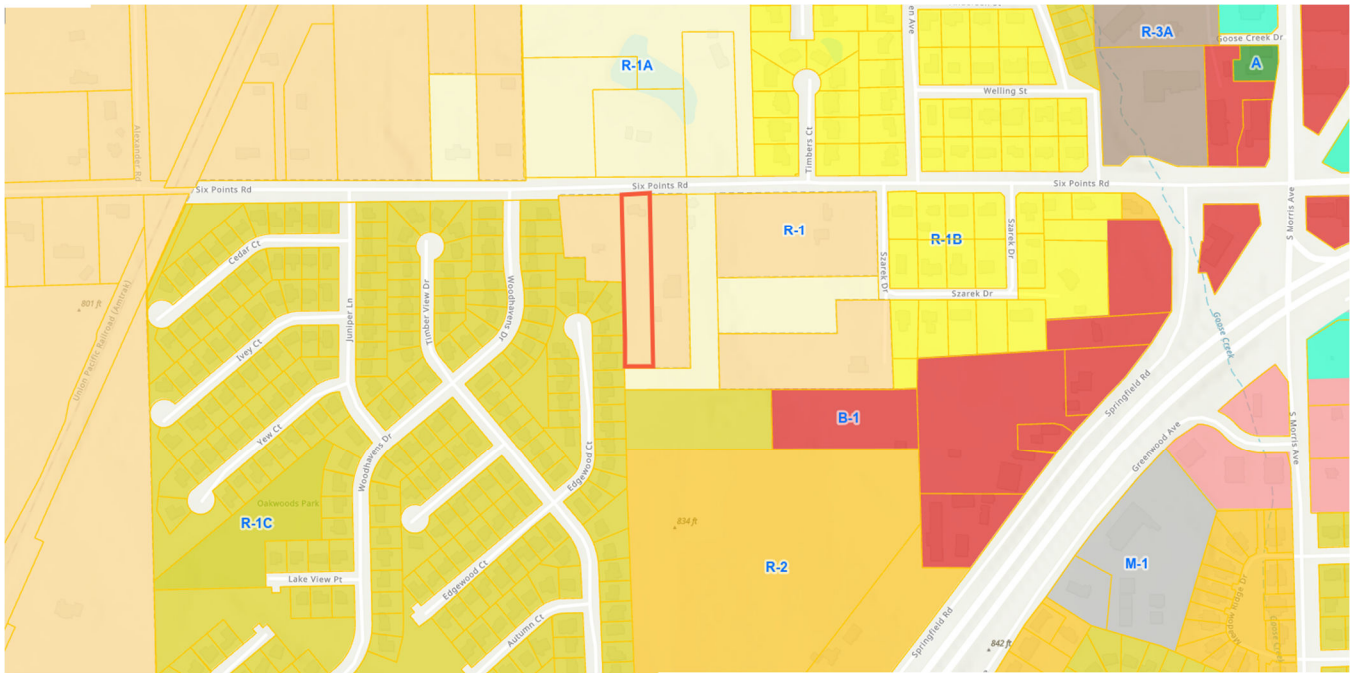 R-3A
Goose Creek Dr
A
R-1A
Welling St
Alexander Rd
Timbers Ct
Six Points Rd
Six Points Rd
Six Points Rd
S Morris Ave
R-1
R-1B
Szarek Dr
Szarek Dr
Szarek Dr
Cedar Ct
Juniper Ln
Timber View Dr
Woodhavens Dr
801 ft
Union Pacific Railroad (Amtrak)
Ivey Ct
Goose Creek
Springfield Rd
B-1
Yew Ct
Woodhavens Dr
Edgewood Ct
Greenwood Ave
S Morris Ave
Oakwoods Park
R-1C
834 ft
R-2
M-1
Lake View Pt
Edgewood Ct
Autumn Ct
Springfield Rd
842 ft